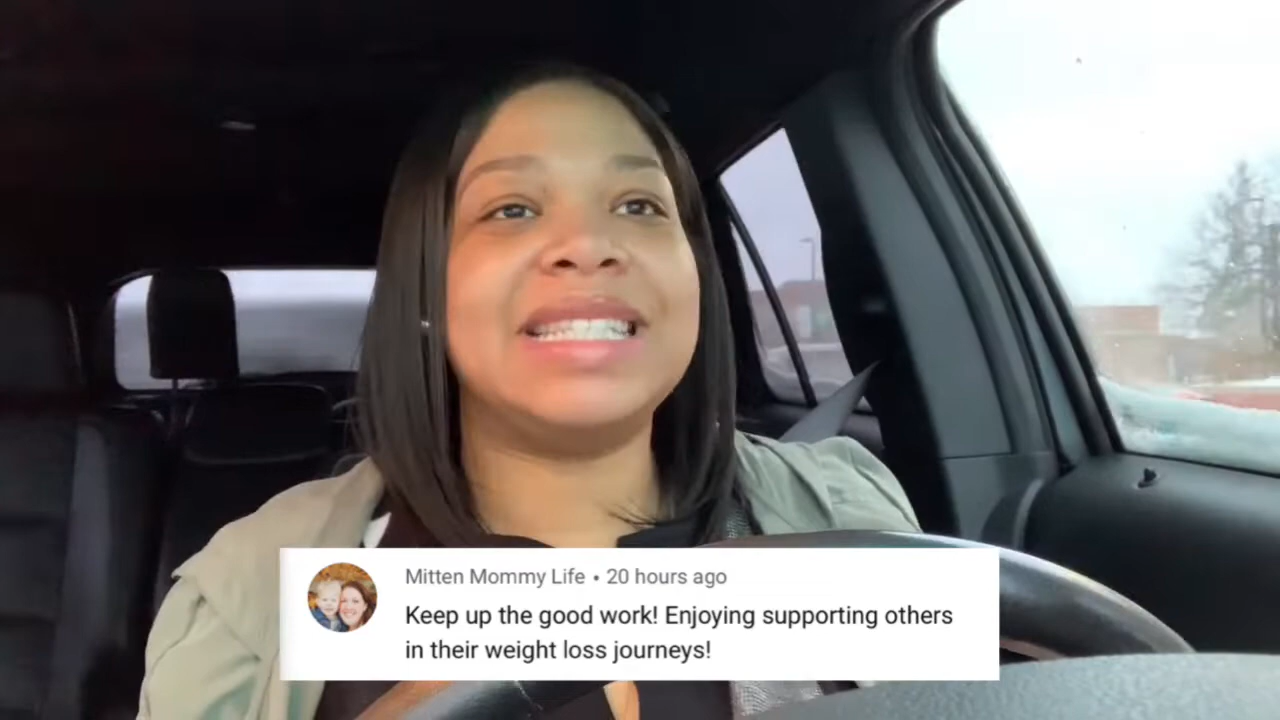 Mitten Mommy Life • 20 hours ago
Keep up the good work! Enjoying supporting others
in their weight loss journeys!